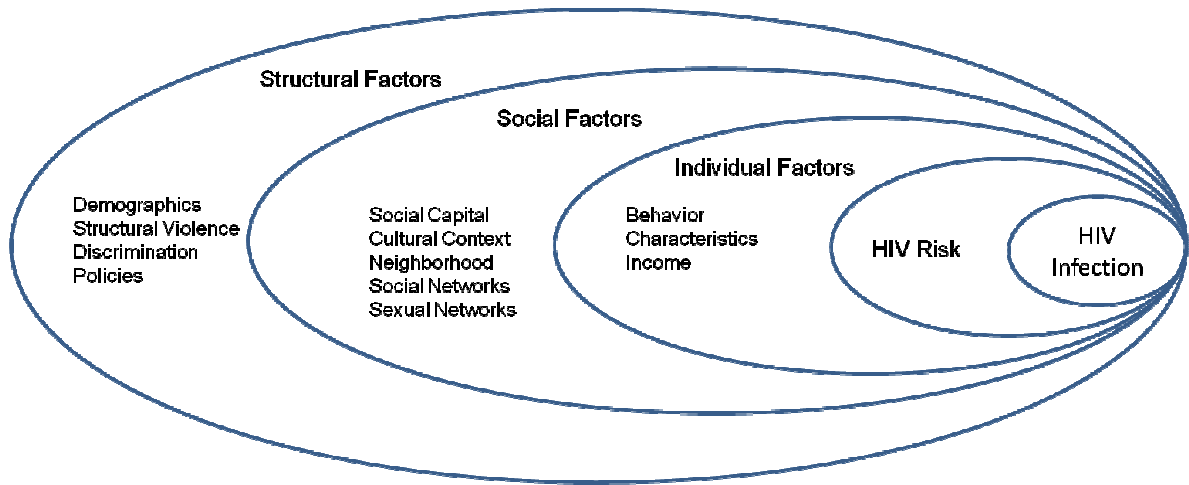 Structural Factors
Demographics
Structural Violence
Discrimination
Policies
Social Factors
Social Capital
Cultural Context
Neighborhood
Social Networks
Sexual Networks
Individual Factors
Behavior
Characteristics
Income
HIV Risk
HIV
Infection